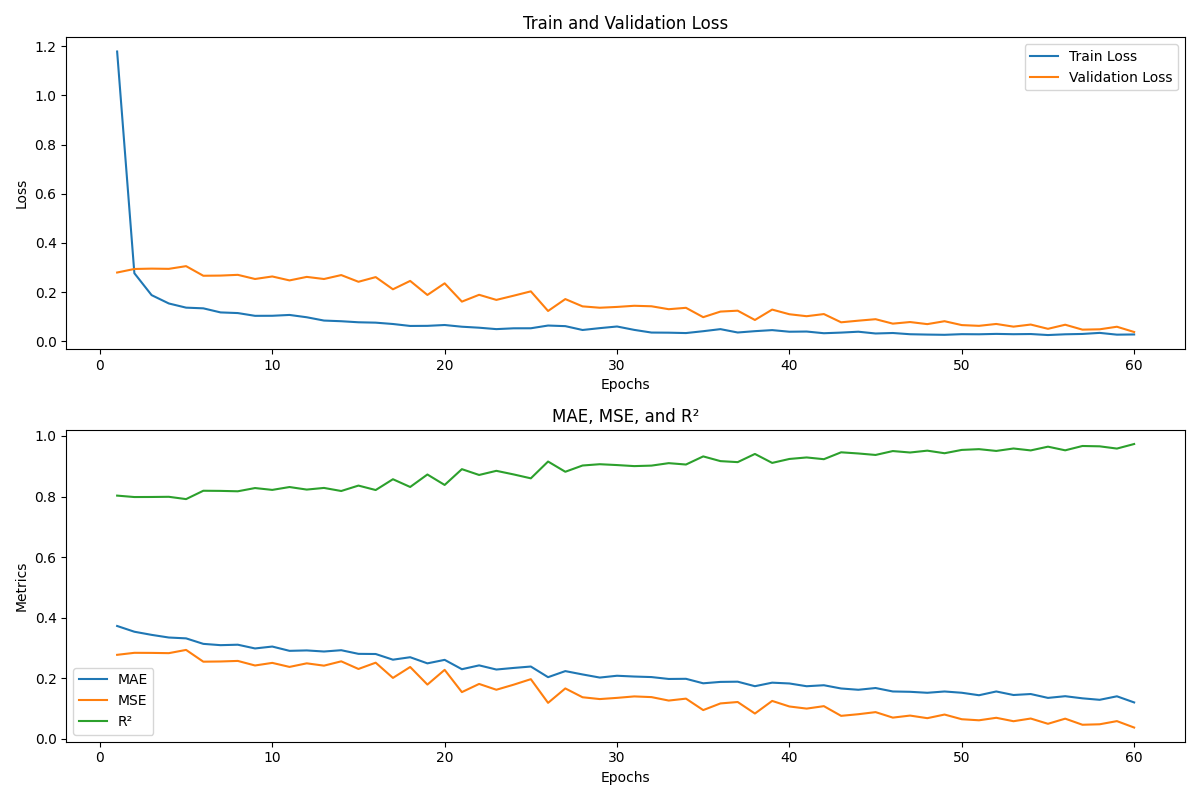 Train and Validation Loss
1.2
1.0
0.8
0.6
0.4
0.2
0.0
Loss
Train Loss
Validation Loss
0 10 20 30 40 50 60
Epochs
MAE, MSE, and R²
1.0
0.8
0.6
0.4
0.2
0.0
Metrics
MAE
MSE
R²
0 10 20 30 40 50 60
Epochs